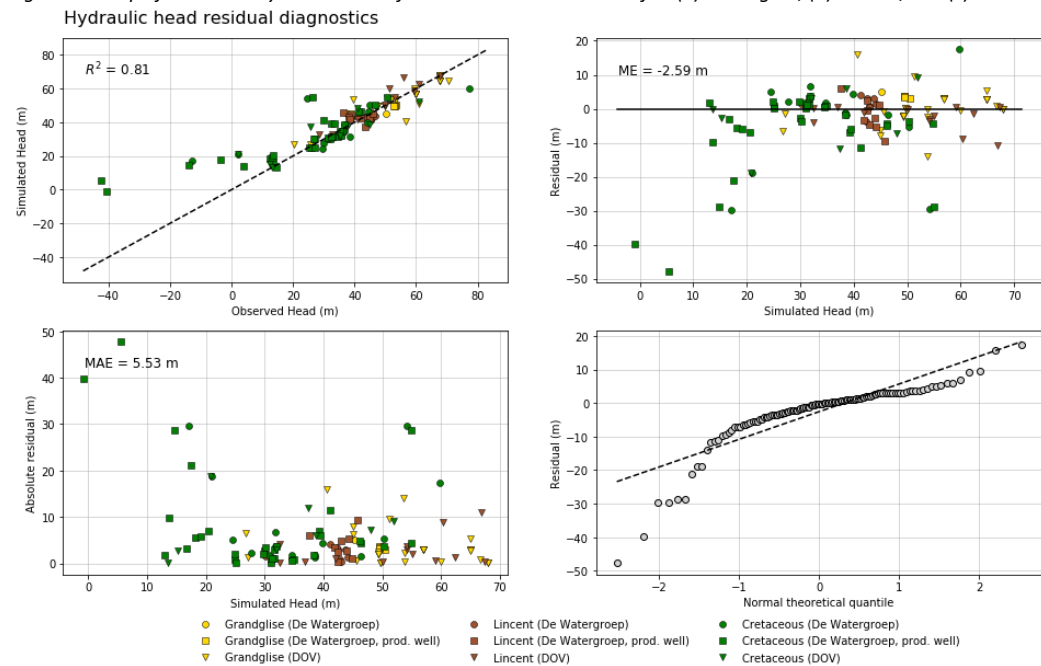 Hydraulic head residual diagnostics
R² = 0.81
80
60
40
20
0
−20
−40
Simulated Head (m)
−40 −20 0 20 40 60 80
Observed Head (m)
ME = -2.59 m
20
10
0
−10
−20
−30
−40
−50
Residual (m)
0 10 20 30 40 50 60 70
Simulated Head (m)
MAE = 5.53 m
50
40
30
20
10
0
Absolute residual (m)
0 10 20 30 40 50 60 70
Simulated Head (m)
20
10
0
−10
−20
−30
−40
−50
Residual (m)
−2 −1 0 1 2
Normal theoretical quantile
Grandglise (De Watergroep)
Grandglise (De Watergroep, prod. well)
Grandglise (DOV)
Lincent (De Watergroep)
Lincent (De Watergroep, prod. well)
Lincent (DOV)
Cretaceous (De Watergroep)
Cretaceous (De Watergroep, prod. well)
Cretaceous (DOV)